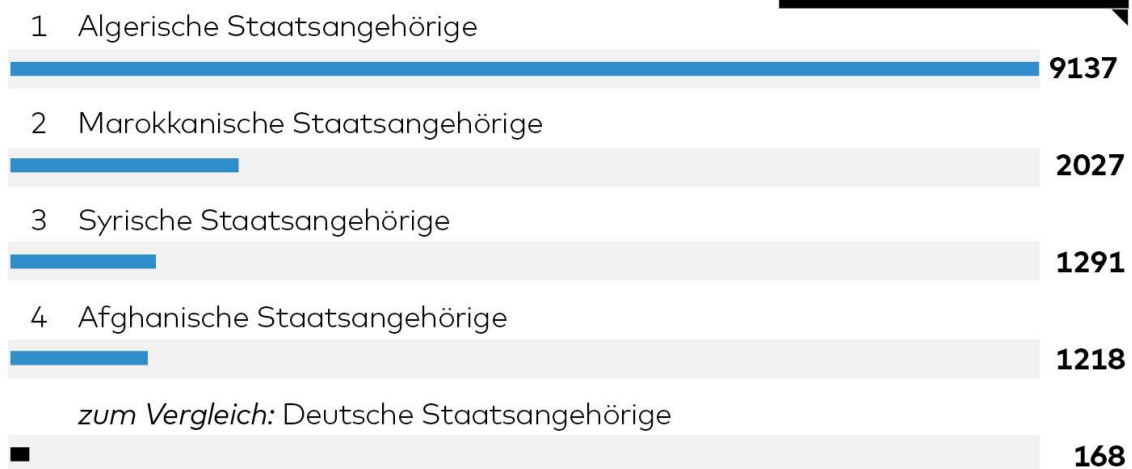 1 Algerische Staatsangehörige
9137
2 Marokkanische Staatsangehörige
2027
3 Syrische Staatsangehörige
1291
4 Afghanische Staatsangehörige
1218
zum Vergleich: Deutsche Staatsangehörige
168